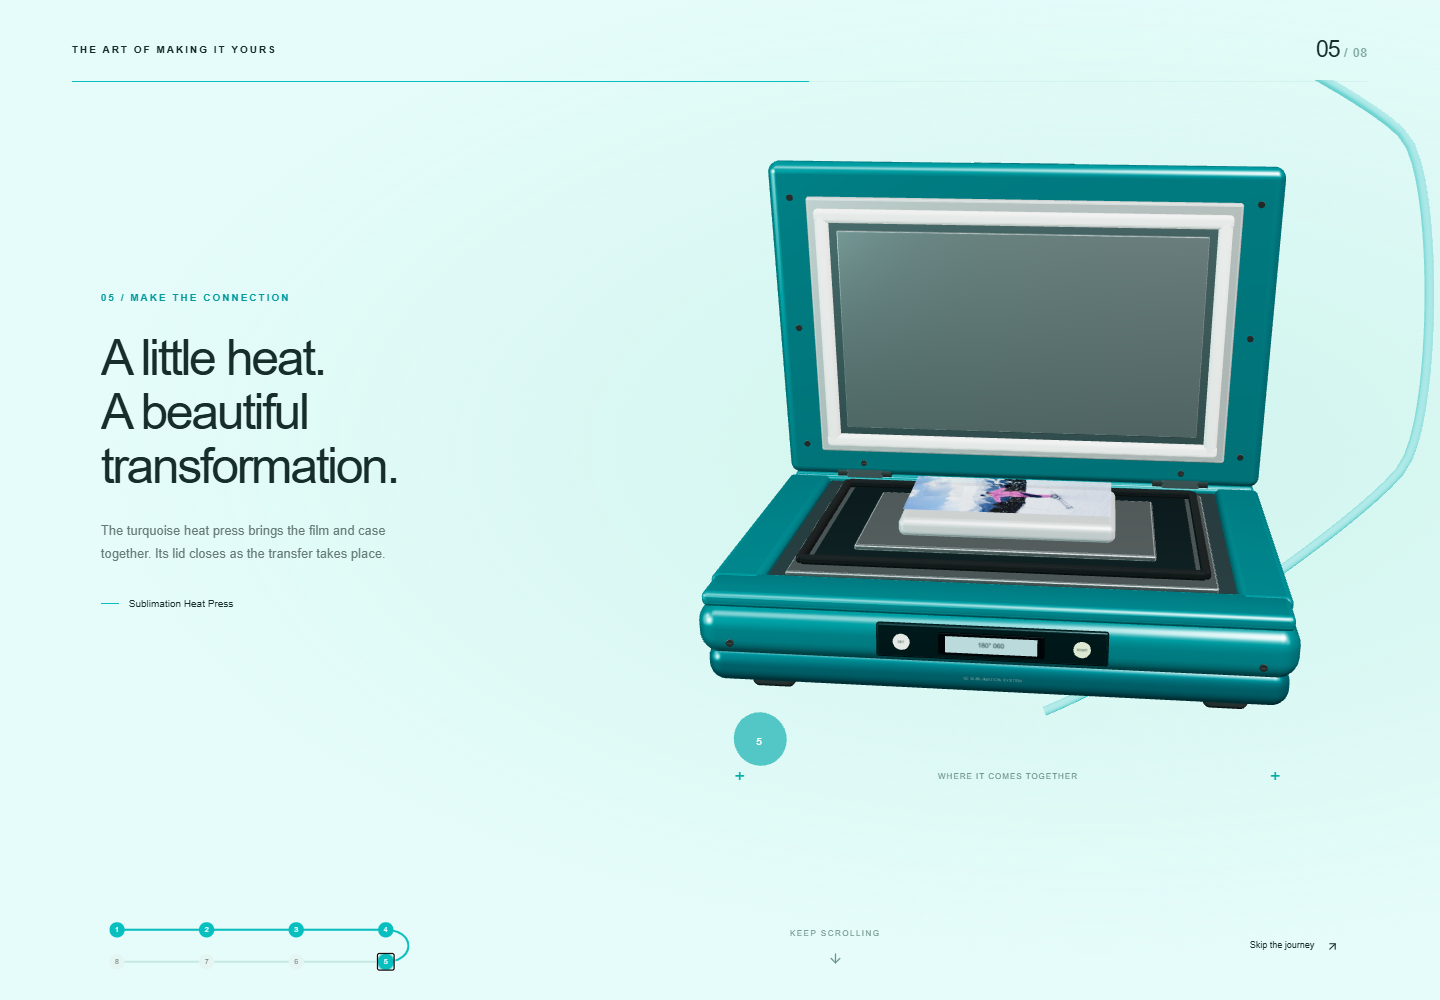 THE ART OF MAKING IT YOURS
05 / 08
05 / MAKE THE CONNECTION
A little heat.
A beautiful
transformation.
The turquoise heat press brings the film and case
together. Its lid closes as the transfer takes place.
Sublimation Heat Press
180° 060
5
+ WHERE IT COMES TOGETHER +
1 2 3 4
8 7 6 5
KEEP SCROLLING
Skip the journey